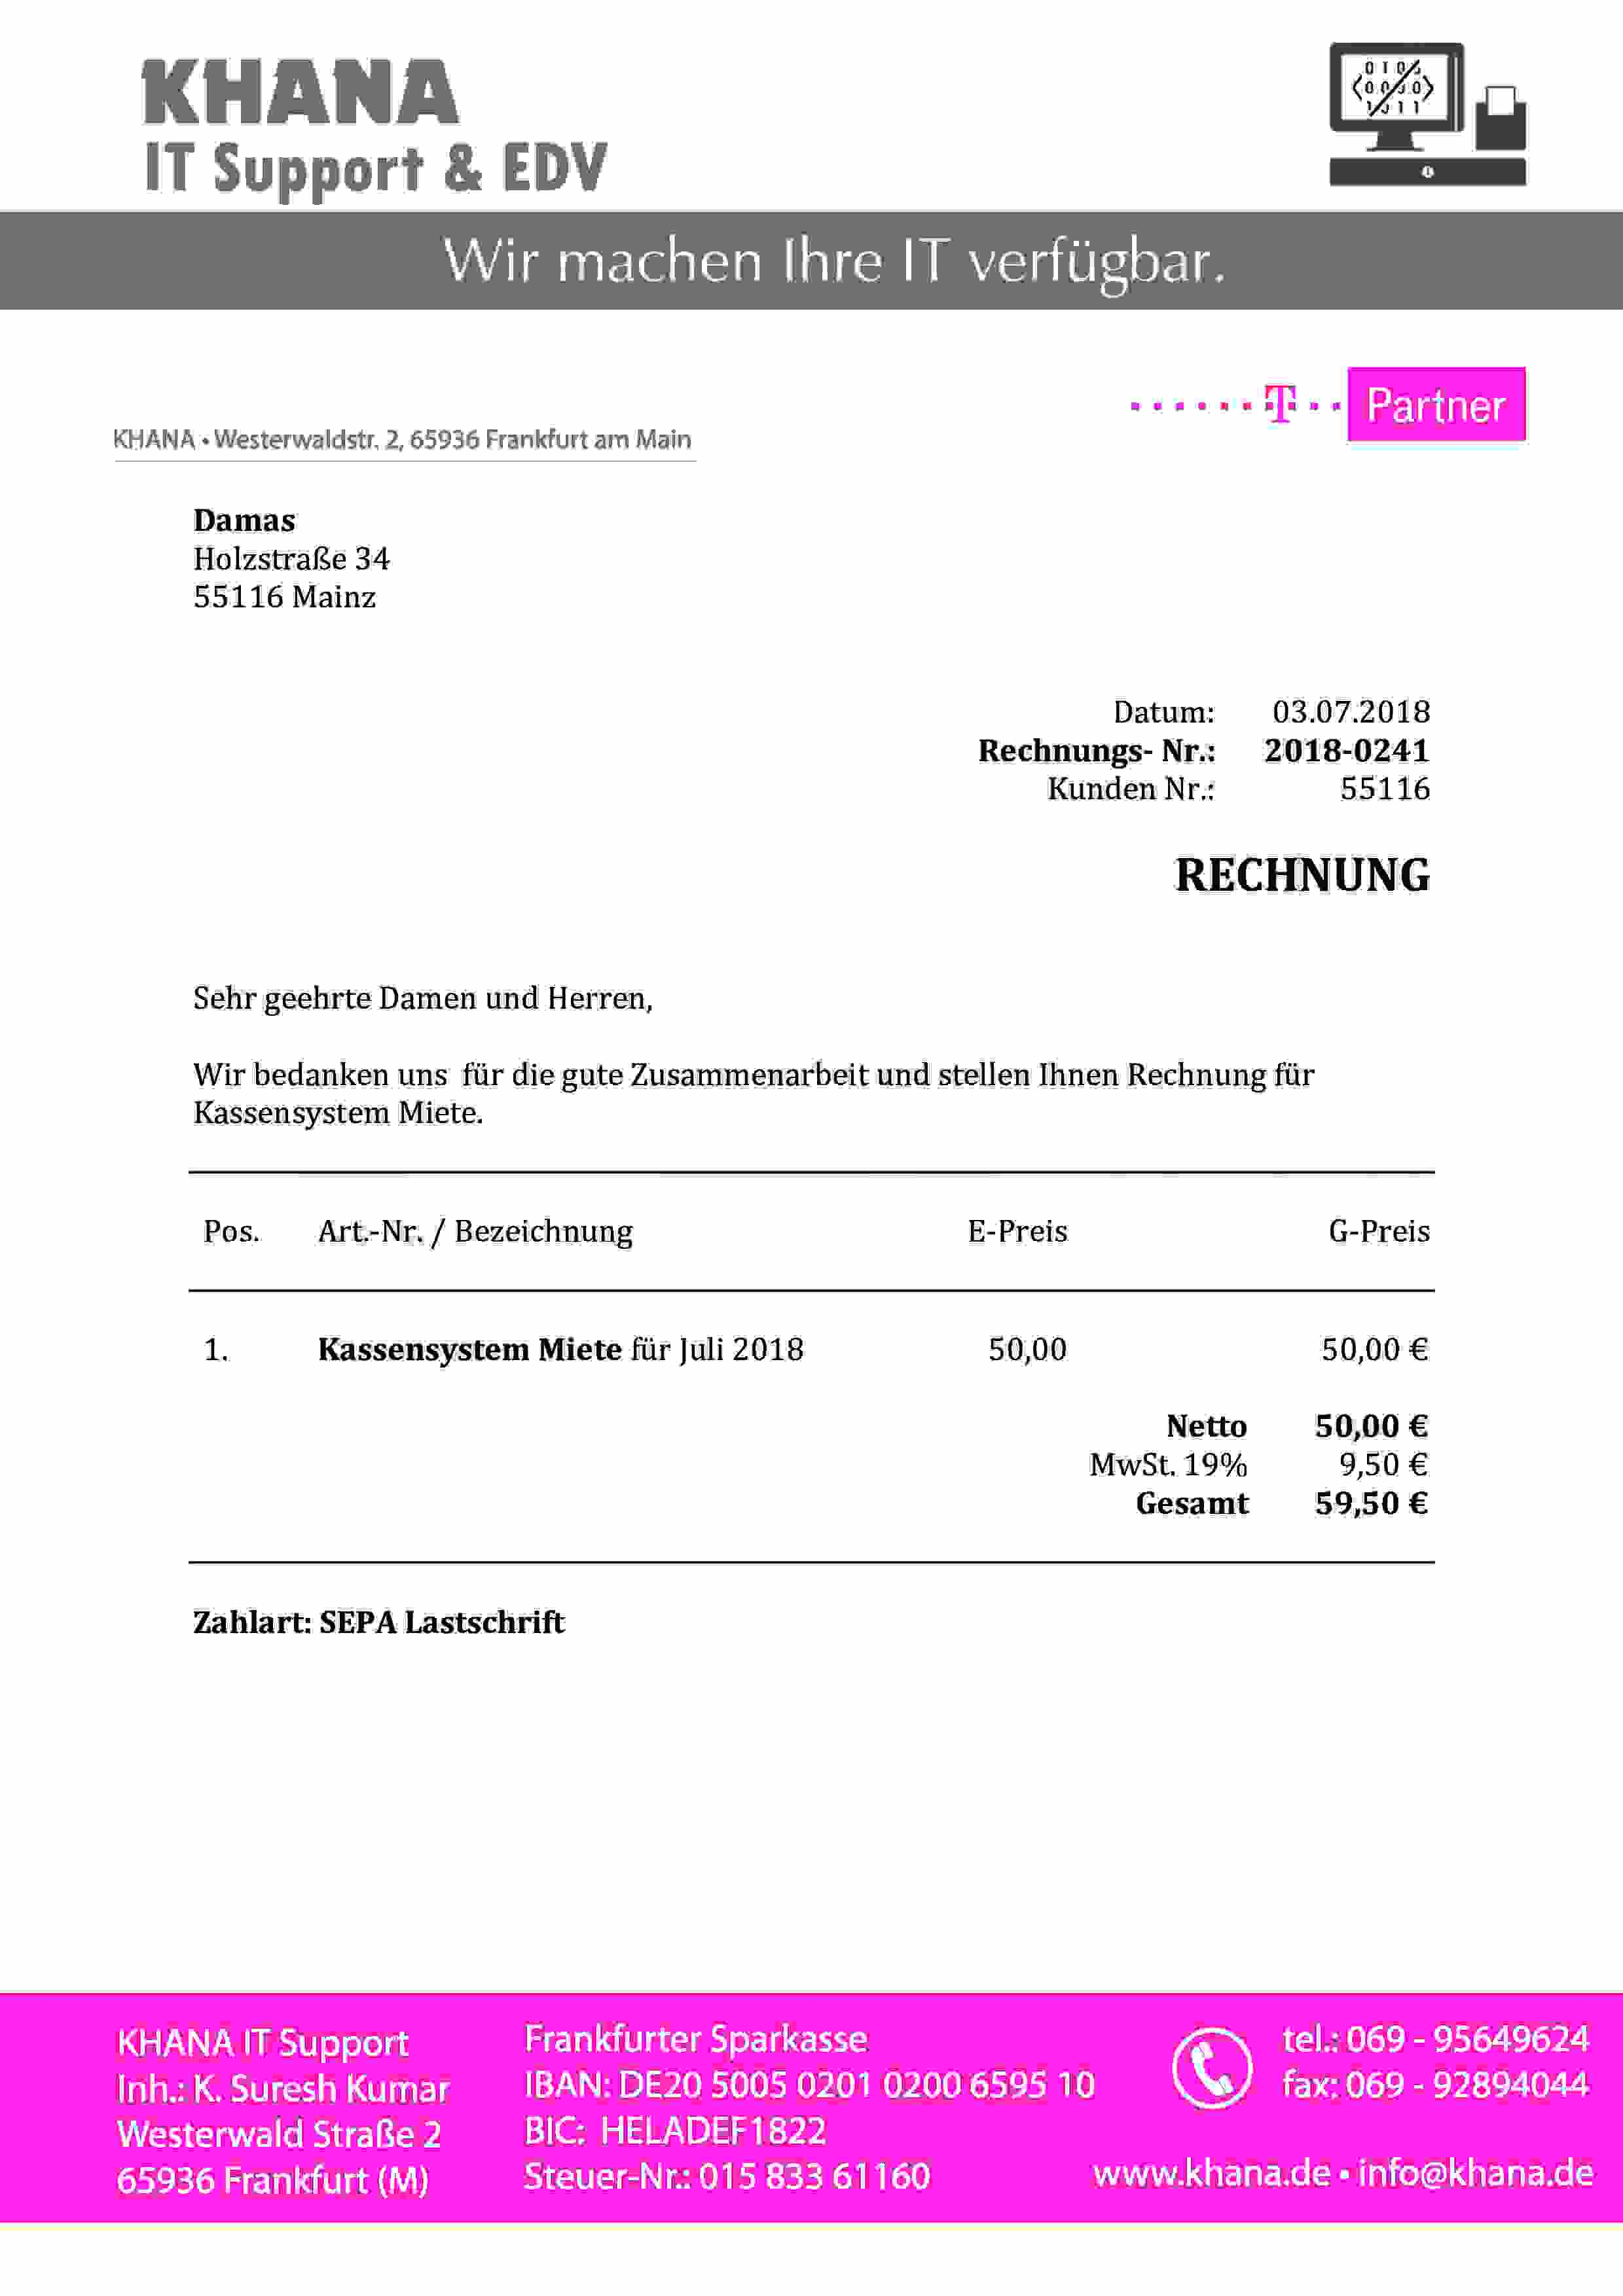 KHANA
IT Support & EDV
Wir machen Ihre IT verfügbar.
T Partner
KHANA • Westerwaldstr. 2, 65936 Frankfurt am Main
Damas
Holzstraße 34
55116 Mainz
Datum: 03.07.2018
Rechnungs- Nr.: 2018-0241
Kunden Nr.: 55116
RECHNUNG
Sehr geehrte Damen und Herren,
Wir bedanken uns für die gute Zusammenarbeit und stellen Ihnen Rechnung für
Kassensystem Miete.
Pos. Art.-Nr. / Bezeichnung E-Preis G-Preis
1. Kassensystem Miete für Juli 2018 50,00 50,00 €
Netto 50,00 €
MwSt. 19% 9,50 €
Gesamt 59,50 €
Zahlart: SEPA Lastschrift
KHANA IT Support
Inh.: K. Suresh Kumar
Westerwald Straße 2
65936 Frankfurt (M)
Frankfurter Sparkasse
IBAN: DE20 5005 0201 0200 6595 10
BIC: HELADEF1822
Steuer-Nr.: 015 833 61160
tel.: 069 - 95649624
fax: 069 - 92894044
www.khana.de • info@khana.de